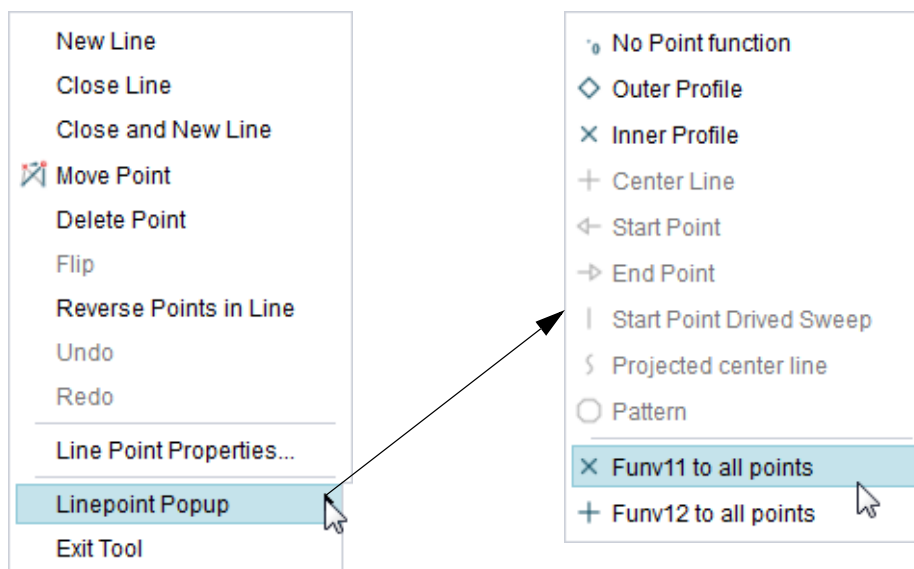 New Line
Close Line
Close and New Line
Move Point
Delete Point
Flip
Reverse Points in Line
Undo
Redo
Line Point Properties...
Linepoint Popup
Exit Tool
No Point function
Outer Profile
Inner Profile
Center Line
Start Point
End Point
Start Point Drived Sweep
Projected center line
Pattern
Funv11 to all points
Funv12 to all points